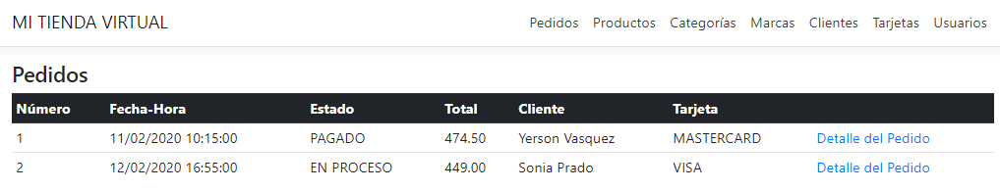 MI TIENDA VIRTUAL Pedidos Productos Categorías Marcas Clientes Tarjetas Usuarios
Pedidos
Número Fecha-Hora Estado Total Cliente Tarjeta
1 11/02/2020 10:15:00 PAGADO 474.50 Yerson Vasquez MASTERCARD Detalle del Pedido
2 12/02/2020 16:55:00 EN PROCESO 449.00 Sonia Prado VISA Detalle del Pedido